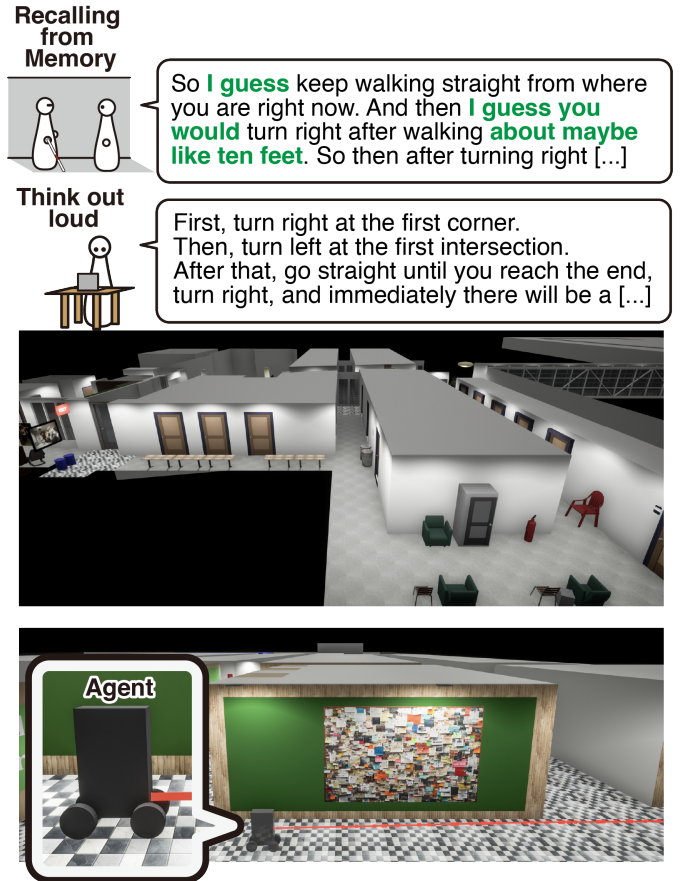 Recalling
from
Memory
So I guess keep walking straight from where
you are right now. And then I guess you
would turn right after walking about maybe
like ten feet. So then after turning right [...]
Think out
loud
First, turn right at the first corner.
Then, turn left at the first intersection.
After that, go straight until you reach the end,
turn right, and immediately there will be a [...]
Agent